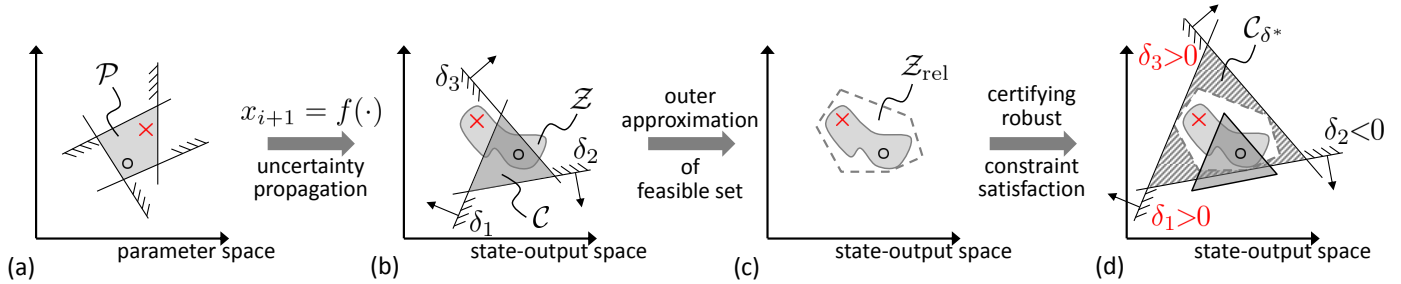 (a)
𝒫
parameter space
x_{i+1} = f(·)
uncertainty
propagation
(b)
δ_3
𝒵
δ_2
δ_1
𝒞
state-output space
outer
approximation
of
feasible set
(c)
𝒵_rel
state-output space
certifying
robust
constraint
satisfaction
(d)
δ_3>0
𝒞_{δ*}
δ_2<0
δ_1>0
state-output space